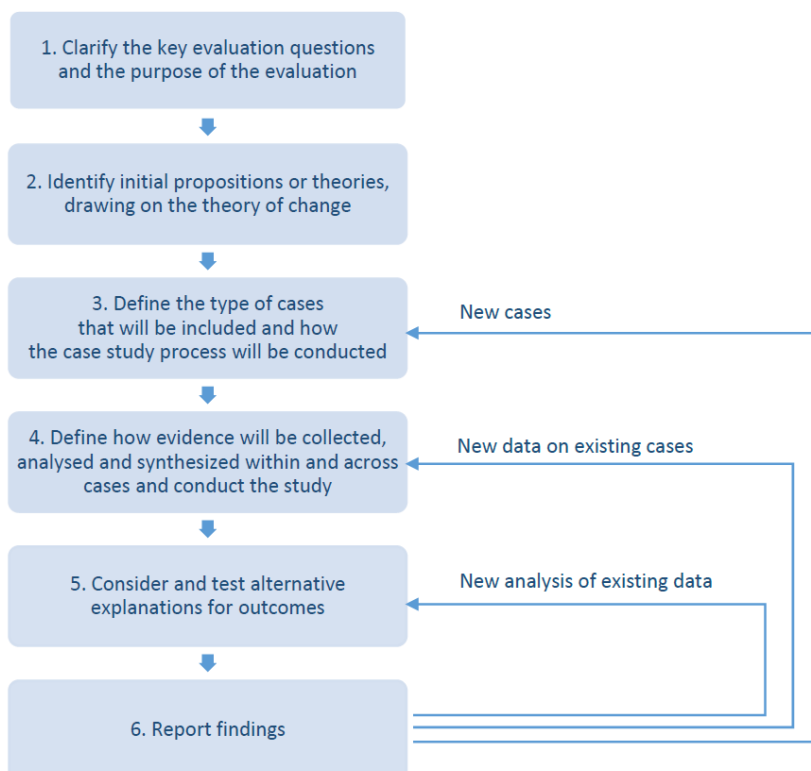 1. Clarify the key evaluation questions
and the purpose of the evaluation
2. Identify initial propositions or theories,
drawing on the theory of change
3. Define the type of cases
that will be included and how
the case study process will be conducted
New cases
4. Define how evidence will be collected,
analysed and synthesized within and across
cases and conduct the study
New data on existing cases
5. Consider and test alternative
explanations for outcomes
New analysis of existing data
6. Report findings